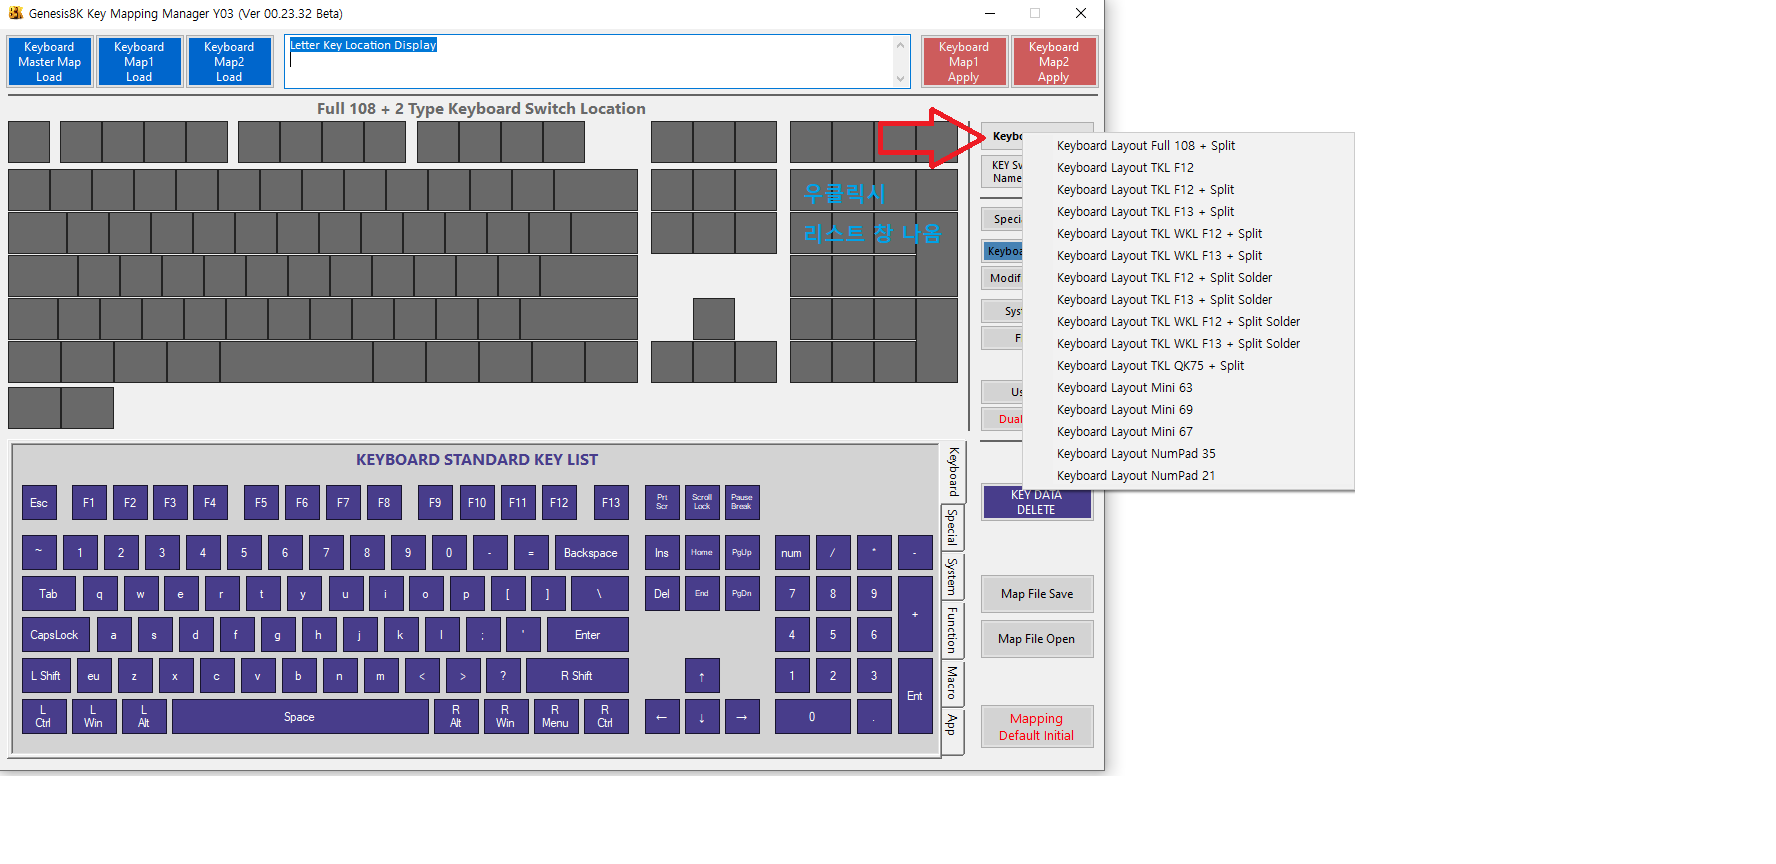 Genesis8K Key Mapping Manager Y03 (Ver 00.23.32 Beta)
Keyboard
Master Map
Load
Keyboard
Map1
Load
Keyboard
Map2
Load
Letter Key Location Display
Keyboard
Map1
Apply
Keyboard
Map2
Apply
Full 108 + 2 Type Keyboard Switch Location
우클릭시
리스트 창 나옴
Keybo
KEY Sv
Name
Speci
Keyboa
Modif
Syst
F
Us
Dual
Keyboard Layout Full 108 + Split
Keyboard Layout TKL F12
Keyboard Layout TKL F12 + Split
Keyboard Layout TKL F13 + Split
Keyboard Layout TKL WKL F12 + Split
Keyboard Layout TKL WKL F13 + Split
Keyboard Layout TKL F12 + Split Solder
Keyboard Layout TKL F13 + Split Solder
Keyboard Layout TKL WKL F12 + Split Solder
Keyboard Layout TKL WKL F13 + Split Solder
Keyboard Layout TKL QK75 + Split
Keyboard Layout Mini 63
Keyboard Layout Mini 69
Keyboard Layout Mini 67
Keyboard Layout NumPad 35
Keyboard Layout NumPad 21
KEYBOARD STANDARD KEY LIST
Esc F1 F2 F3 F4 F5 F6 F7 F8 F9 F10 F11 F12 F13
Prt
Scr
Scroll
Lock
Pause
Break
~ 1 2 3 4 5 6 7 8 9 0 - = Backspace Ins Home PgUp num / * -
Tab q w e r t y u i o p [ ] \ Del End PgDn 7 8 9 +
CapsLock a s d f g h j k l ; ' Enter 4 5 6
L Shift eu z x c v b n m < > ? R Shift ↑ 1 2 3 Ent
L
Ctrl
L
Win
L
Alt
Space
R
Alt
R
Win
R
Menu
R
Ctrl
← ↓ → 0 .
Keyboard
Special
System
Function
Macro
App
KEY DATA
DELETE
Map File Save
Map File Open
Mapping
Default Initial